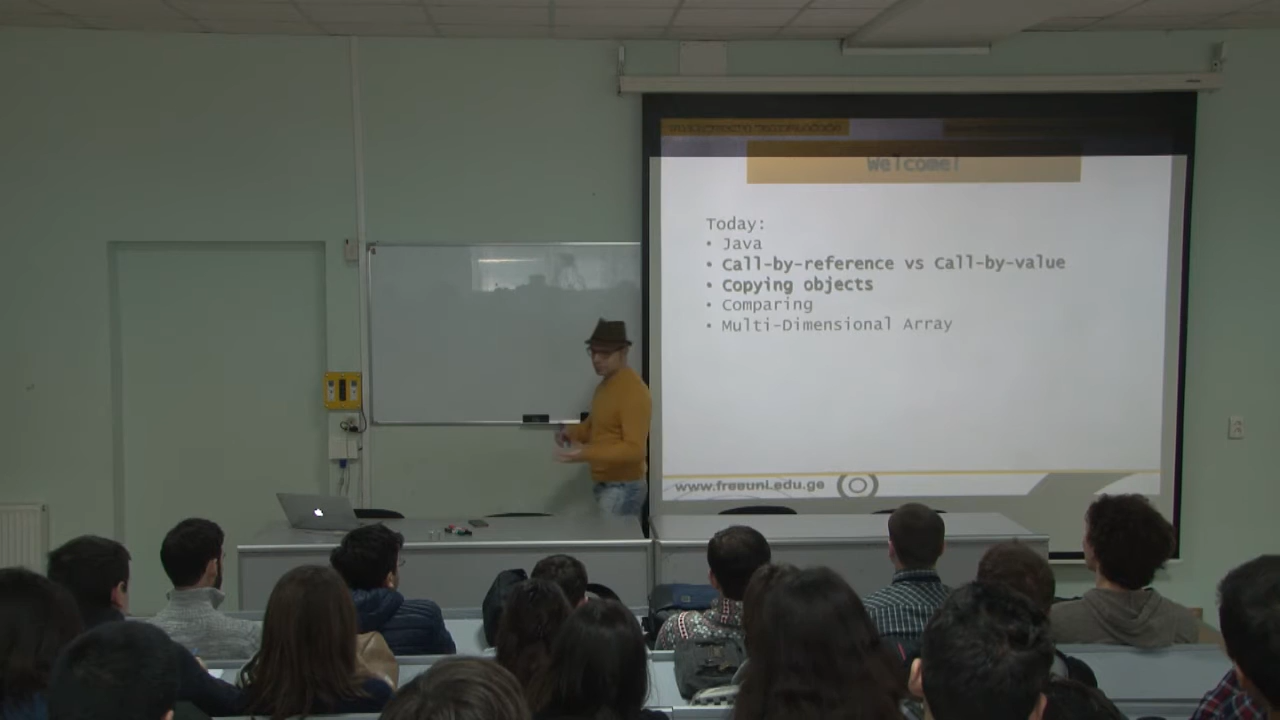 Welcome!
Today:
• Java
• Call-by-reference vs Call-by-value
• Copying objects
• Comparing
• Multi-Dimensional Array
www.freeuni.edu.ge